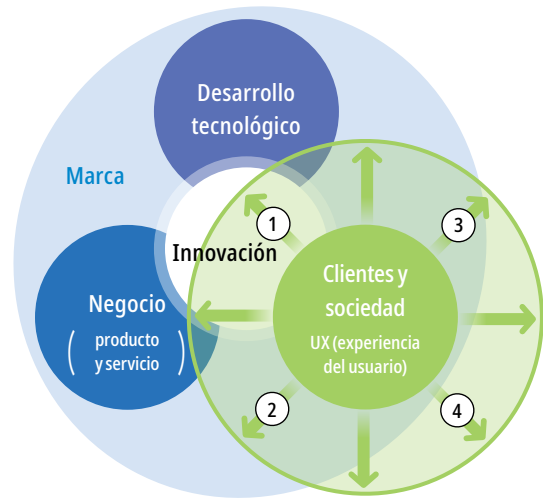 Desarrollo
tecnológico
Marca
1
3
Innovación
Clientes y
sociedad
Negocio
UX (experiencia
del usuario)
( producto
y servicio )
2
4